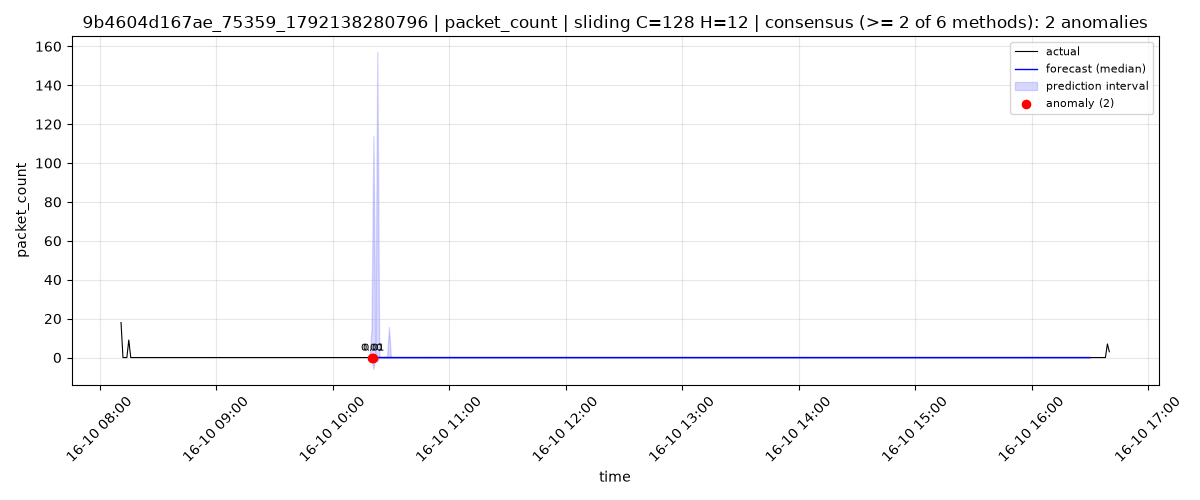 9b4604d167ae_75359_1792138280796 | packet_count | sliding C=128 H=12 | consensus (>= 2 of 6 methods): 2 anomalies
actual
forecast (median)
prediction interval
anomaly (2)
160
140
120
100
80
60
40
20
0
packet_count
16-10 08:00
16-10 09:00
16-10 10:00
16-10 11:00
16-10 12:00
16-10 13:00
16-10 14:00
16-10 15:00
16-10 16:00
16-10 17:00
time